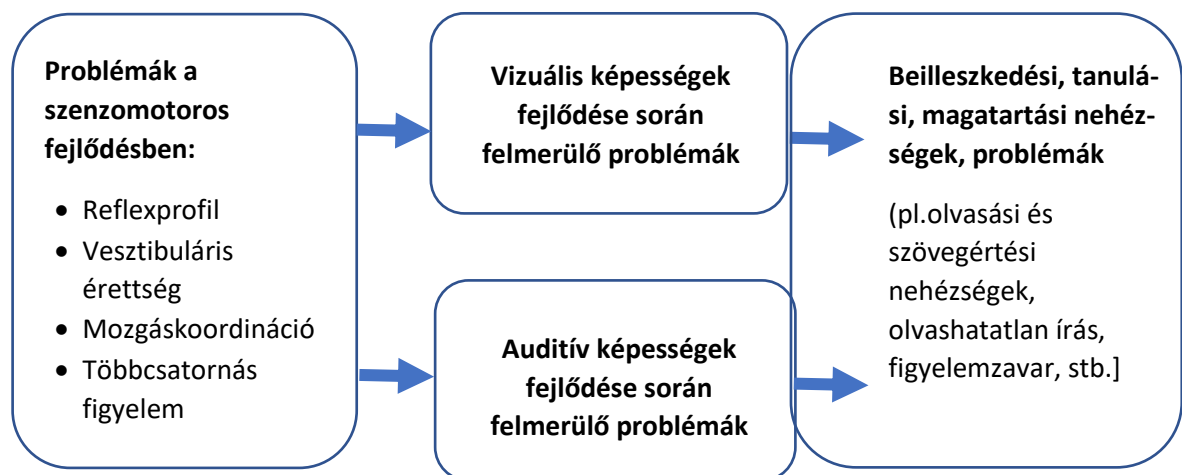 Problémák a
szenzomotoros
fejlődésben:
• Reflexprofil
• Vesztibuláris
érettség
• Mozgáskoordináció
• Többcsatornás
figyelem
Vizuális képességek
fejlődése során
felmerülő problémák
Auditív képességek
fejlődése során
felmerülő problémák
Beilleszkedési, tanulá-
si, magatartási nehéz-
ségek, problémák
(pl.olvasási és
szövegértési
nehézségek,
olvashatatlan írás,
figyelemzavar, stb.]